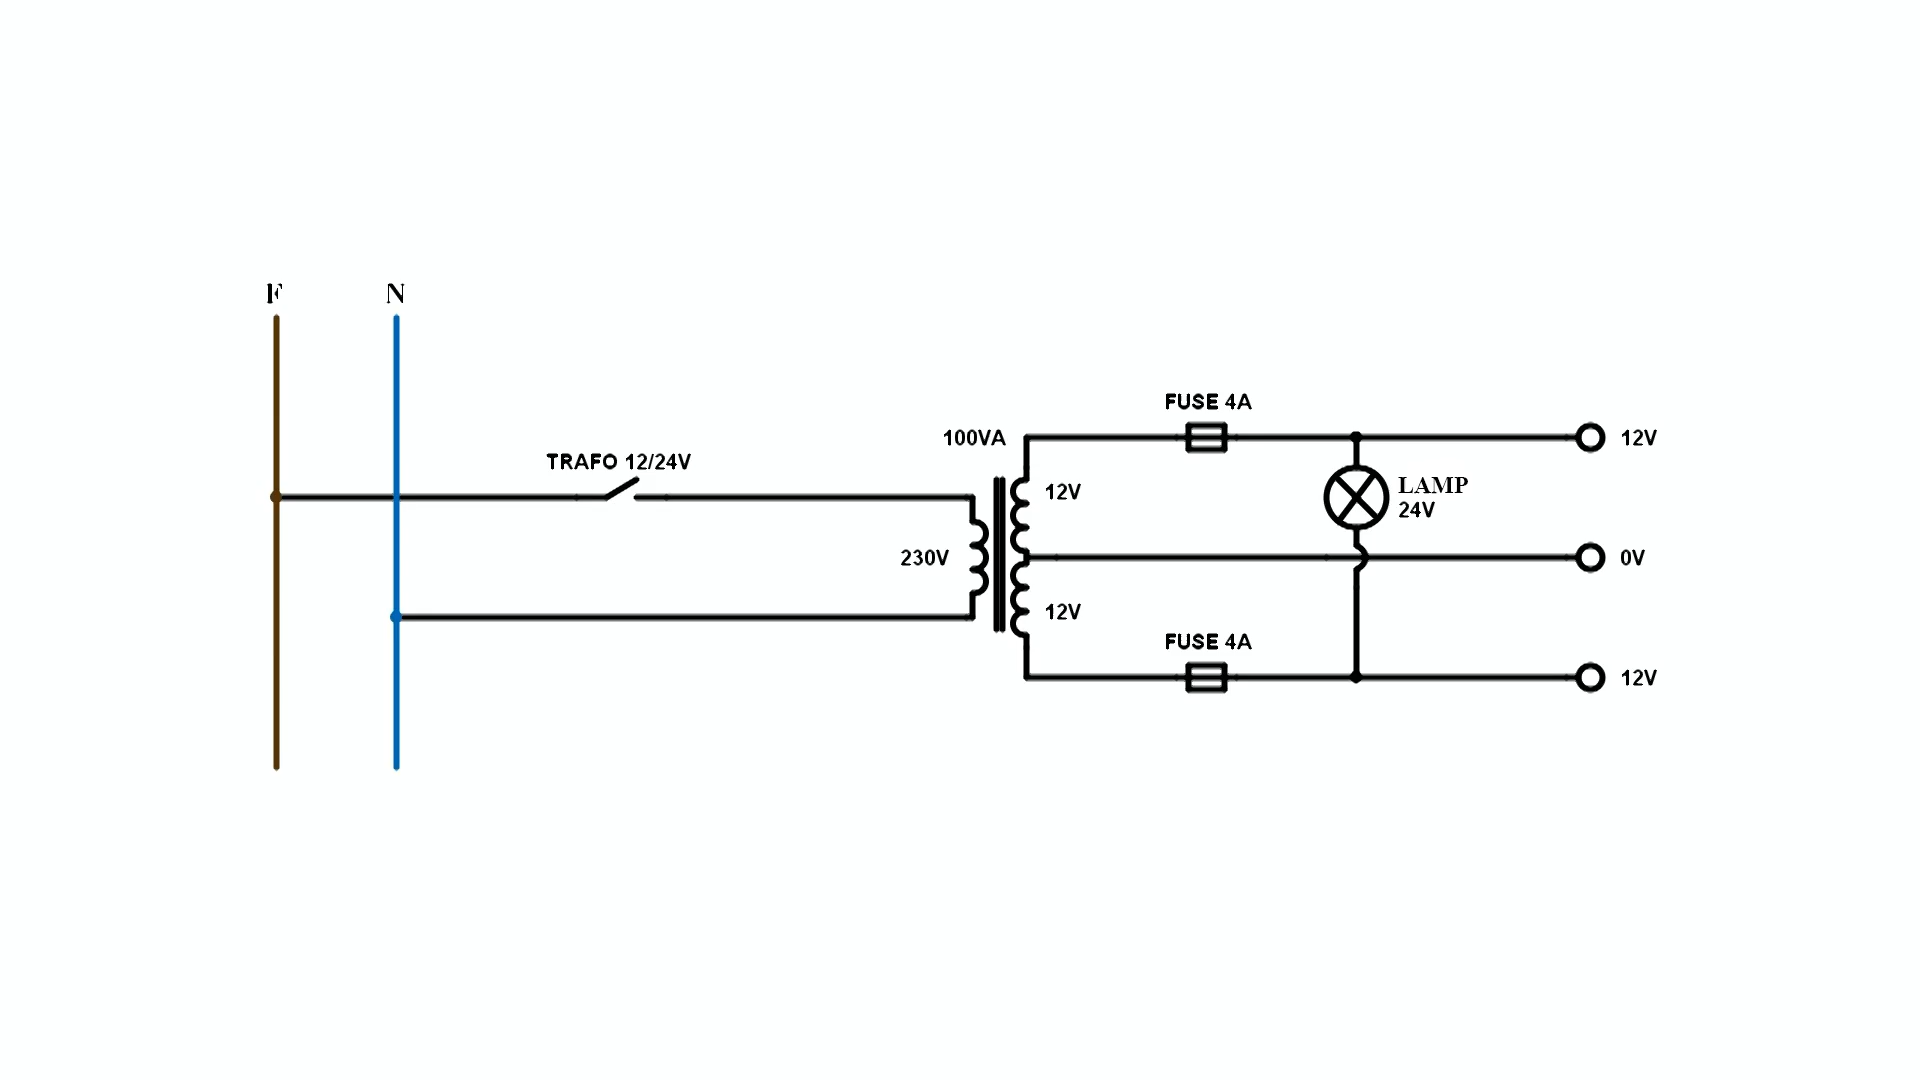 F
N
TRAFO 12/24V
230V
100VA
12V
12V
FUSE 4A
FUSE 4A
LAMP
24V
12V
0V
12V